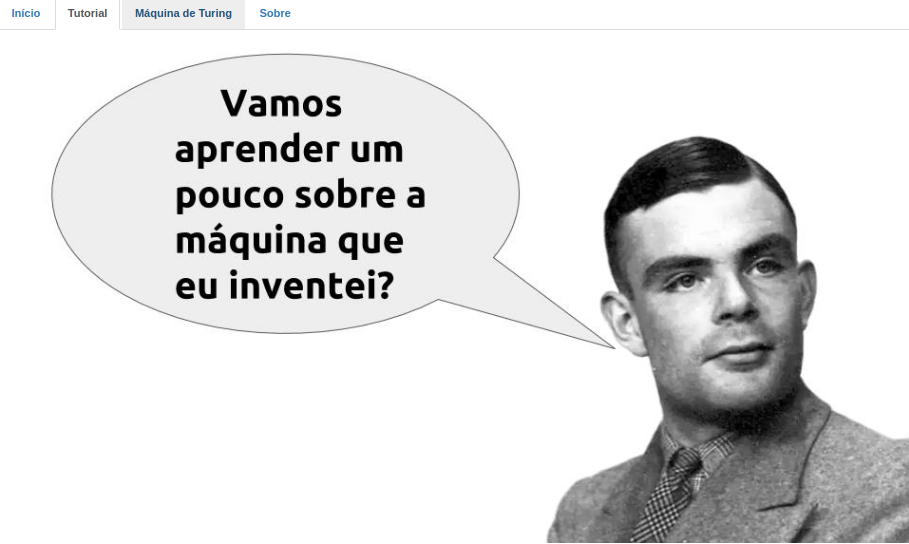 Início Tutorial Máquina de Turing Sobre
Vamos
aprender um
pouco sobre a
máquina que
eu inventei?